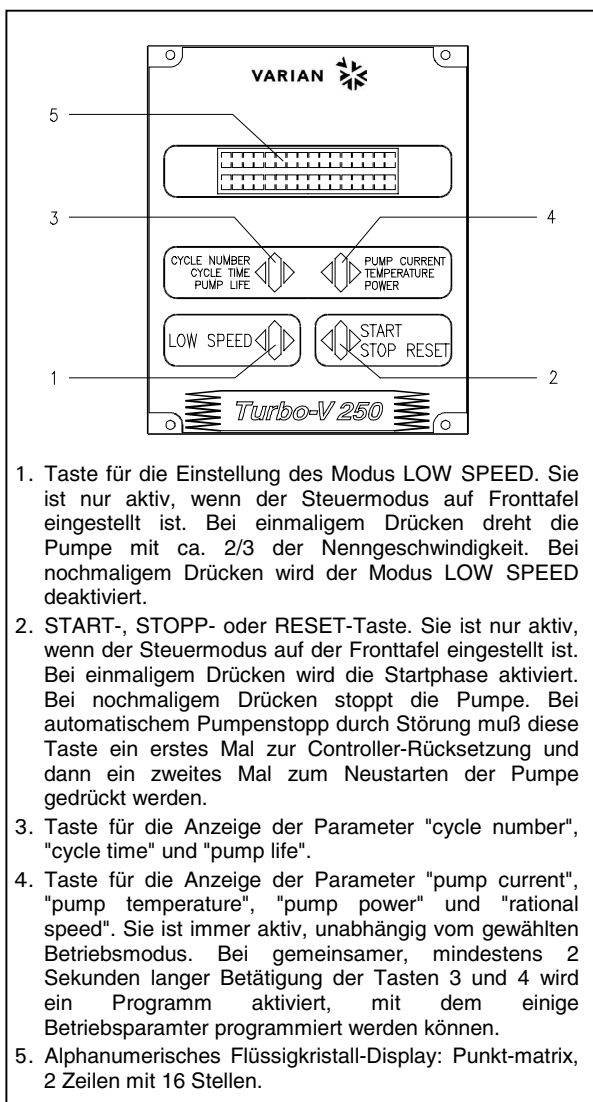 VARIAN
5
3
4
CYCLE NUMBER
CYCLE TIME
PUMP LIFE
PUMP CURRENT
TEMPERATURE
POWER
LOW SPEED
START
STOP RESET
1
2
Turbo-V 250
1. Taste für die Einstellung des Modus LOW SPEED. Sie
ist nur aktiv, wenn der Steuermodus auf Fronttafel
eingestellt ist. Bei einmaligem Drücken dreht die
Pumpe mit ca. 2/3 der Nenngeschwindigkeit. Bei
nochmaligem Drücken wird der Modus LOW SPEED
deaktiviert.
2. START-, STOPP- oder RESET-Taste. Sie ist nur aktiv,
wenn der Steuermodus auf der Fronttafel eingestellt ist.
Bei einmaligem Drücken wird die Startphase aktiviert.
Bei nochmaligem Drücken stoppt die Pumpe. Bei
automatischem Pumpenstopp durch Störung muß diese
Taste ein erstes Mal zur Controller-Rücksetzung und
dann ein zweites Mal zum Neustarten der Pumpe
gedrückt werden.
3. Taste für die Anzeige der Parameter "cycle number",
"cycle time" und "pump life".
4. Taste für die Anzeige der Parameter "pump current",
"pump temperature", "pump power" und "rational
speed". Sie ist immer aktiv, unabhängig vom gewählten
Betriebsmodus. Bei gemeinsamer, mindestens 2
Sekunden langer Betätigung der Tasten 3 und 4 wird
ein Programm aktiviert, mit dem einige
Betriebsparamter programmiert werden können.
5. Alphanumerisches Flüssigkristall-Display: Punkt-matrix,
2 Zeilen mit 16 Stellen.